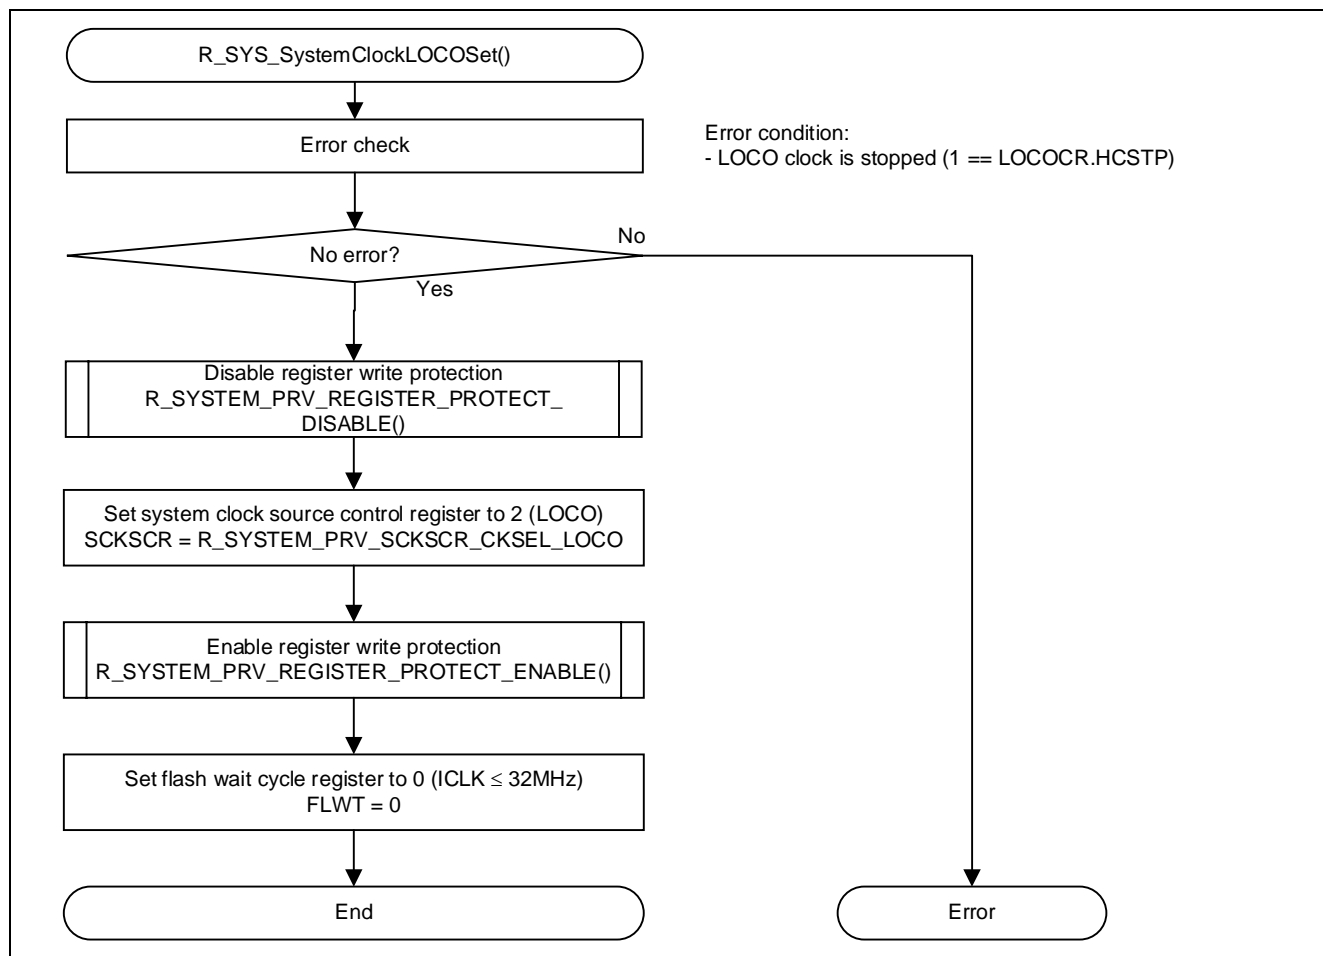 R_SYS_SystemClockLOCOSet()
Error check
Error condition:
- LOCO clock is stopped (1 == LOCOCR.HCSTP)
No error?
No
Yes
Disable register write protection
R_SYSTEM_PRV_REGISTER_PROTECT_
DISABLE()
Set system clock source control register to 2 (LOCO)
SCKSCR = R_SYSTEM_PRV_SCKSCR_CKSEL_LOCO
Enable register write protection
R_SYSTEM_PRV_REGISTER_PROTECT_ENABLE()
Set flash wait cycle register to 0 (ICLK ≤ 32MHz)
FLWT = 0
End
Error